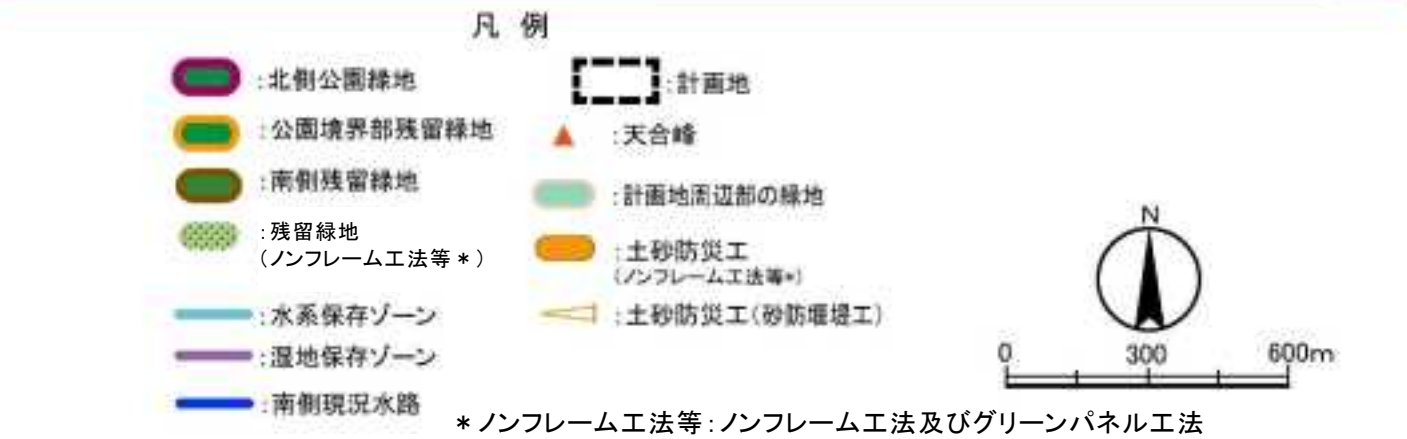 凡 例
:北側公園緑地
:公園境界部残留緑地
:南側残留緑地
:残留緑地
(ノンフレーム工法等＊)
:水系保存ゾーン
:湿地保存ゾーン
:南側現況水路
:計画地
:天合峰
:計画地周辺部の緑地
:土砂防災工
(ノンフレーム工法等*)
:土砂防災工(砂防堰堤工)
N
0 300 600m
＊ノンフレーム工法等:ノンフレーム工法及びグリーンパネル工法